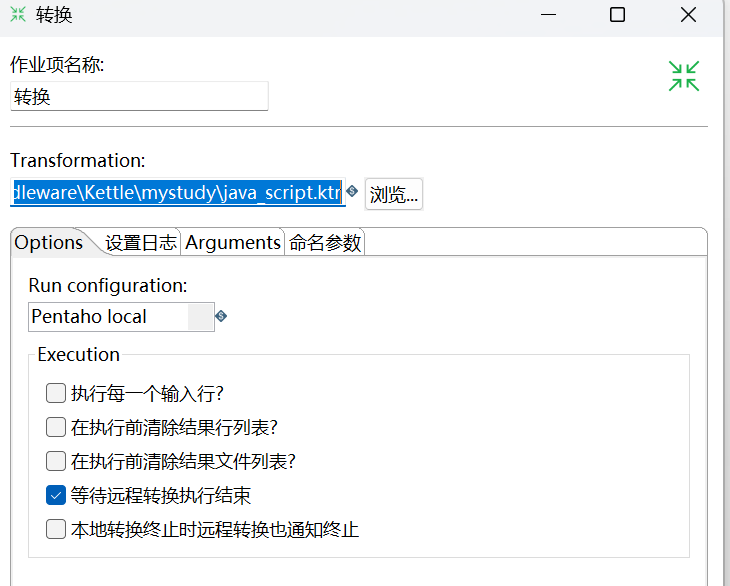 转换
作业项名称:
转换
Transformation:
dleware\Kettle\mystudy\java_script.ktr
浏览...
Options 设置日志 Arguments 命名参数
Run configuration:
Pentaho local
Execution
执行每一个输入行?
在执行前清除结果行列表?
在执行前清除结果文件列表?
等待远程转换执行结束
本地转换终止时远程转换也通知终止